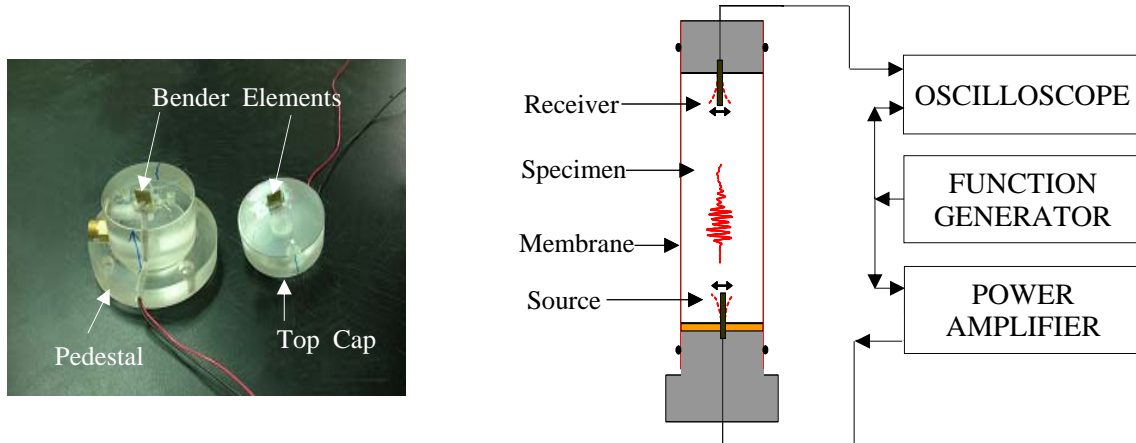 Bender Elements
Pedestal
Top Cap
Receiver
Specimen
Membrane
Source
OSCILLOSCOPE
FUNCTION
GENERATOR
POWER
AMPLIFIER